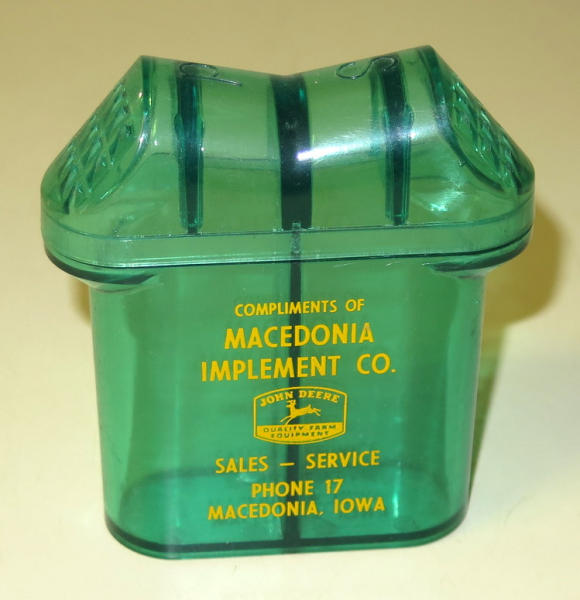 S
COMPLIMENTS OF
MACEDONIA
IMPLEMENT CO.
JOHN DEERE
QUALITY FARM
EQUIPMENT
SALES — SERVICE
PHONE 17
MACEDONIA, IOWA